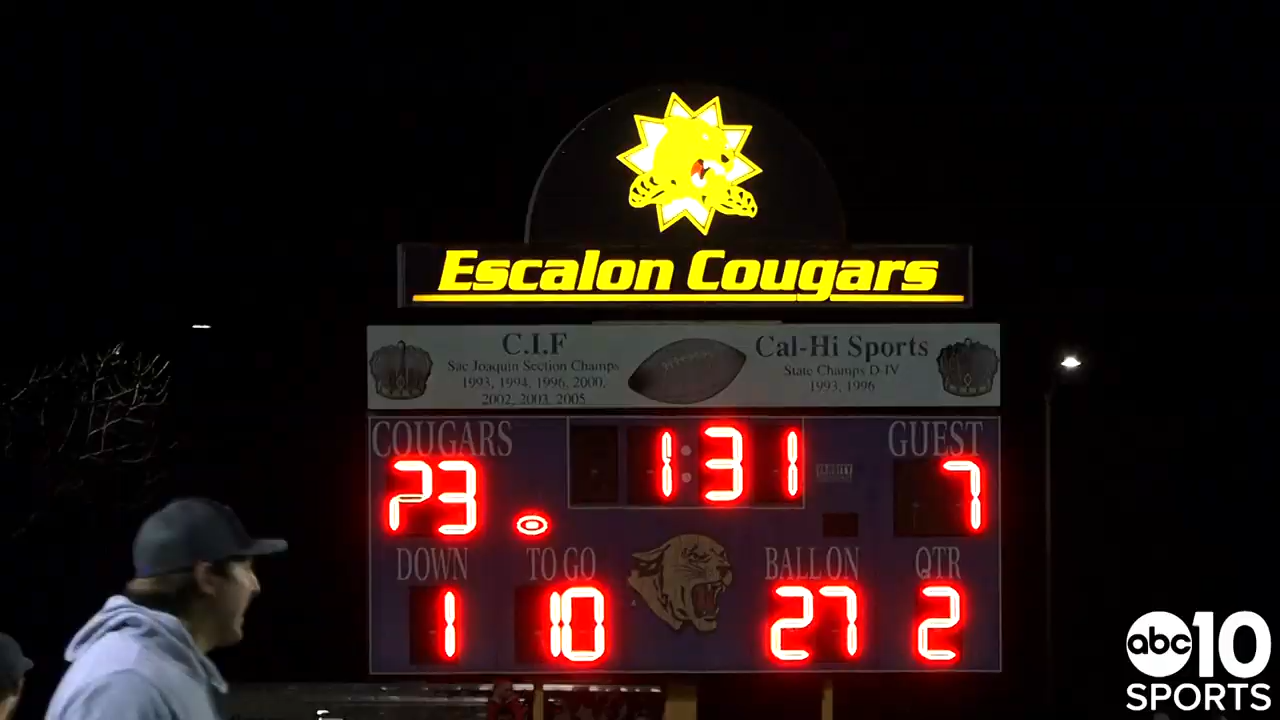 Escalon Cougars
C.I.F
Sac Joaquin Section Champs
1993, 1994, 1996, 2000,
2002, 2003, 2005
Cal-Hi Sports
State Champs D-IV
1993, 1996
COUGARS
23
1:31
GUEST
7
DOWN
1
TO GO
10
BALL ON
27
QTR
2
abc 10
SPORTS